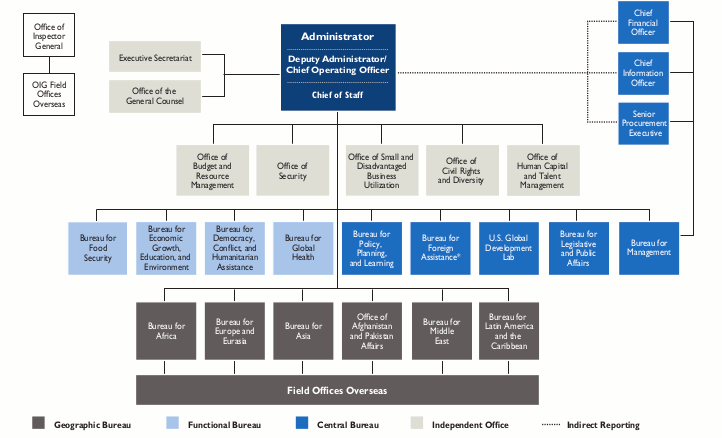 Office of
Inspector
General
OIG Field
Offices
Overseas
Executive Secretariat
Office of the
General Counsel
Administrator
Deputy Administrator/
Chief Operating Officer
Chief of Staff
Chief
Financial
Officer
Chief
Information
Officer
Senior
Procurement
Executive
Office of
Budget and
Resource
Management
Office of
Security
Office of Small and
Disadvantaged
Business
Utilization
Office of
Civil Rights
and Diversity
Office of
Human Capital
and Talent
Management
Bureau for
Food
Security
Bureau for
Economic
Growth,
Education, and
Environment
Bureau for
Democracy,
Conflict, and
Humanitarian
Assistance
Bureau for
Global
Health
Bureau for
Policy,
Planning,
and Learning
Bureau for
Foreign
Assistance*
U.S. Global
Development
Lab
Bureau for
Legislative
and Public
Affairs
Bureau for
Management
Bureau for
Africa
Bureau for
Europe and
Eurasia
Bureau for
Asia
Office of
Afghanistan
and Pakistan
Affairs
Bureau for
Middle
East
Bureau for
Latin America
and the
Caribbean
Field Offices Overseas
Geographic Bureau
Functional Bureau
Central Bureau
Independent Office
Indirect Reporting